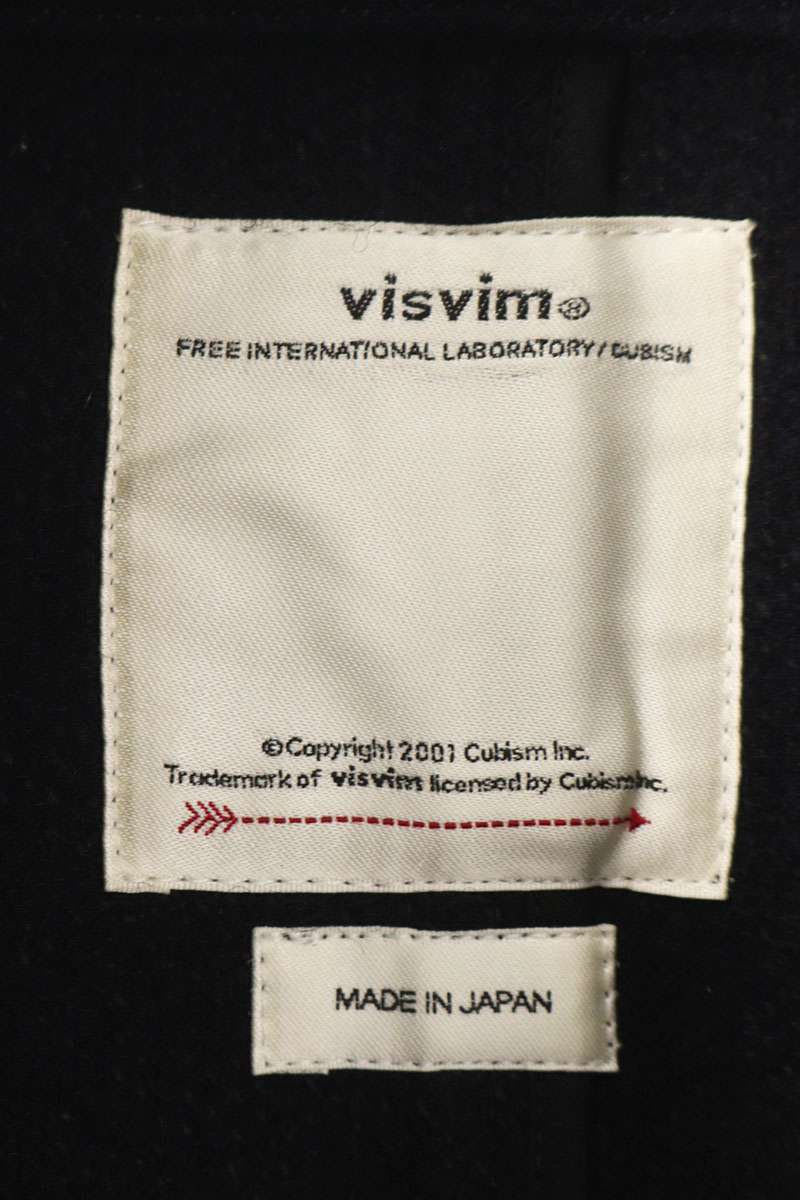 visvim®
FREE INTERNATIONAL LABORATORY / CUBISM
©Copyright 2001 Cubism Inc.
Trademark of visvim licensed by Cubism Inc.
MADE IN JAPAN